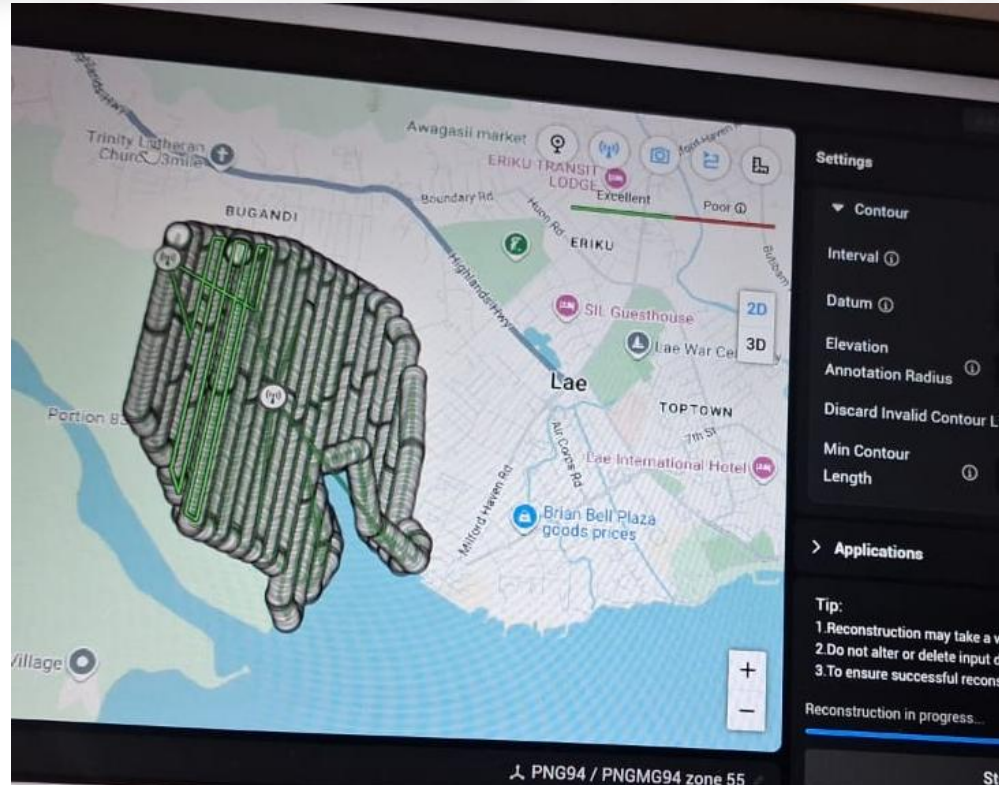 Highlands Hwy
Trinity Lutheran
Church 3mile
Awagasii market
ERIKU TRANSIT
LODGE
Excellent
Poor
Boundary Rd
Huon Rd
ERIKU
BUGANDI
Highlands Hwy
SIL Guesthouse
2D
3D
Lae War
Lae
TOPTOWN
7th St
Portion
Air Corps Rd
Lae International Hotel
Milford Haven Rd
Brian Bell Plaza
goods prices
Village
+
−
PNG94 / PNGMG94 zone 55
Settings
Contour
Interval
Datum
Elevation
Annotation Radius
Discard Invalid Contour L
Min Contour
Length
Applications
Tip:
1.Reconstruction may take a
2.Do not alter or delete input
3.To ensure successful
Reconstruction in progress...
St